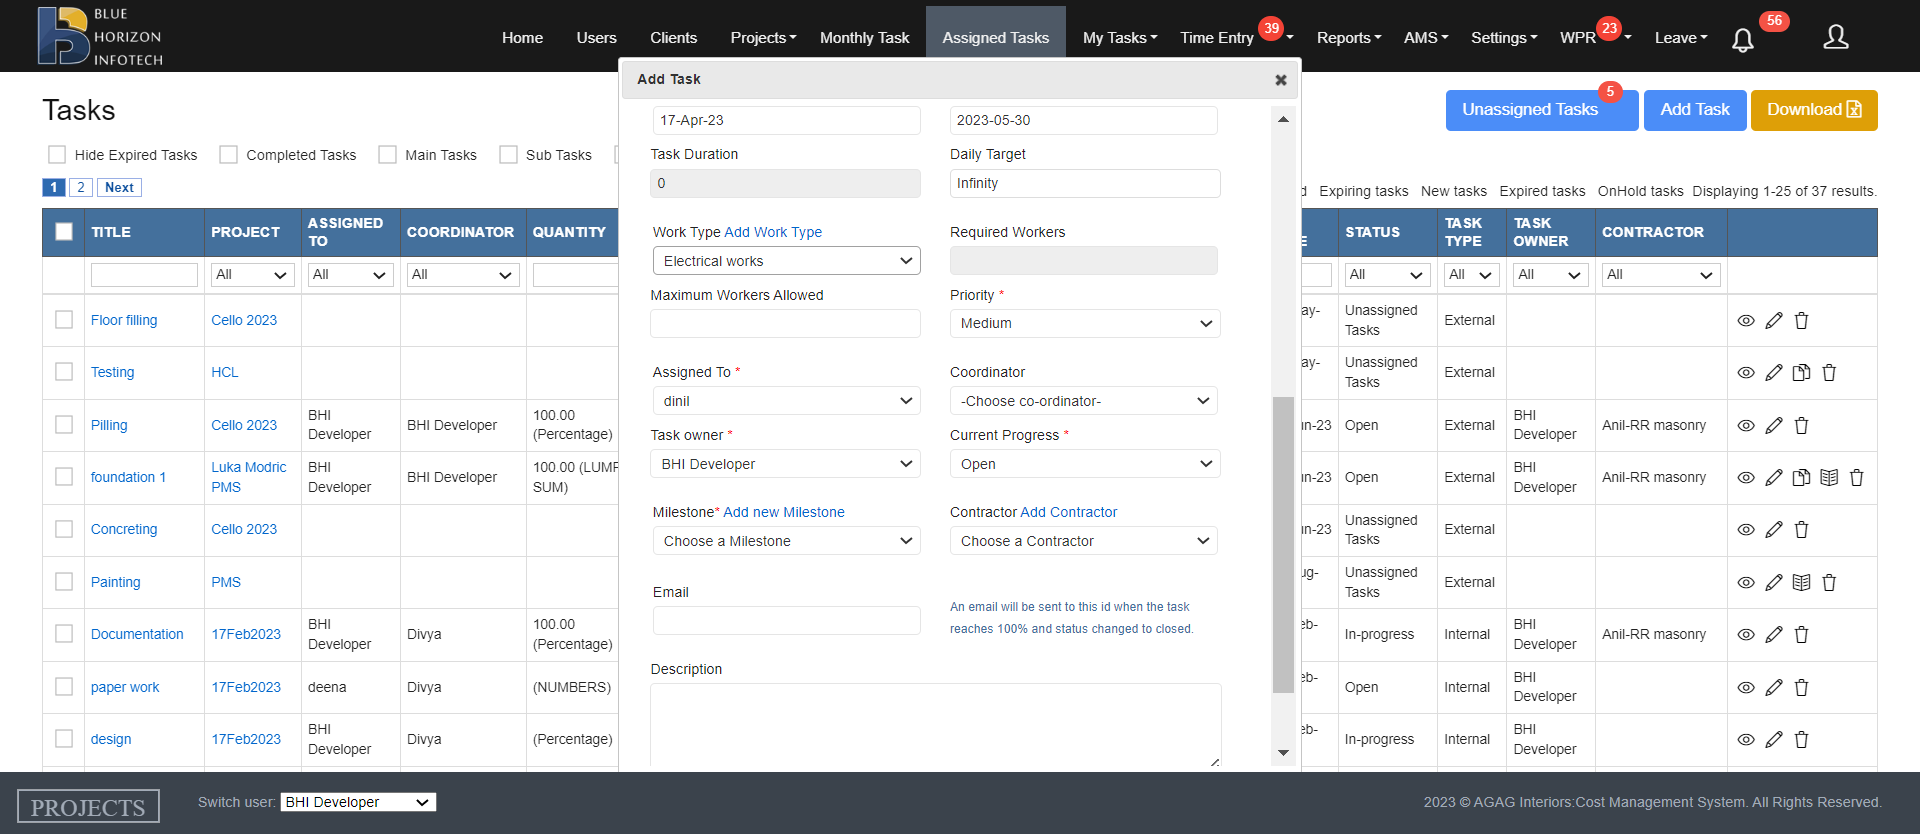 BLUE
HORIZON
INFOTECH
Home Users Clients Projects Monthly Task Assigned Tasks My Tasks Time Entry 39 Reports AMS Settings WPR 23 Leave 56
Add Task
Tasks
Unassigned Tasks 5 Add Task Download
Hide Expired Tasks Completed Tasks Main Tasks Sub Tasks
1 2 Next
Expiring tasks New tasks Expired tasks OnHold tasks Displaying 1-25 of 37 results.
TITLE PROJECT ASSIGNED TO COORDINATOR QUANTITY
E STATUS TASK TYPE TASK OWNER CONTRACTOR
All All All
All All All All
Floor filling Cello 2023
ay- Unassigned Tasks External
Testing HCL
ay- Unassigned Tasks External
Pilling Cello 2023 BHI Developer BHI Developer 100.00 (Percentage)
n-23 Open External BHI Developer Anil-RR masonry
foundation 1 Luka Modric PMS BHI Developer BHI Developer 100.00 (LUMP SUM)
n-23 Open External BHI Developer Anil-RR masonry
Concreting Cello 2023
n-23 Unassigned Tasks External
Painting PMS
ug- Unassigned Tasks External
Documentation 17Feb2023 BHI Developer Divya 100.00 (Percentage)
eb- In-progress Internal BHI Developer Anil-RR masonry
paper work 17Feb2023 deena Divya (NUMBERS)
eb- Open Internal BHI Developer
design 17Feb2023 BHI Developer Divya (Percentage)
eb- In-progress Internal BHI Developer
17-Apr-23 2023-05-30
Task Duration Daily Target
0 Infinity
Work Type Add Work Type Required Workers
Electrical works
Maximum Workers Allowed Priority *
Medium
Assigned To * Coordinator
dinil -Choose co-ordinator-
Task owner * Current Progress *
BHI Developer Open
Milestone* Add new Milestone Contractor Add Contractor
Choose a Milestone Choose a Contractor
Email
An email will be sent to this id when the task
reaches 100% and status changed to closed.
Description
PROJECTS Switch user: BHI Developer 2023 © AGAG Interiors:Cost Management System. All Rights Reserved.